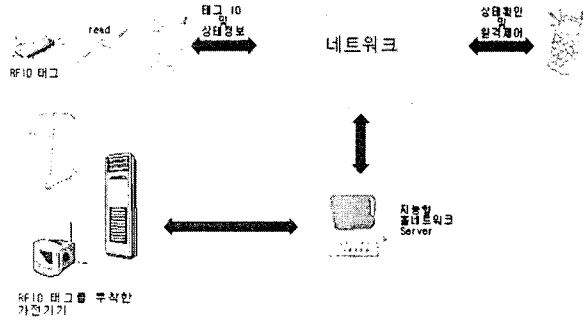 read
태그 ID
및
상태정보
네트워크
상태확인
및
원격제어
RFID 태그
지능형
홈네트워크
Server
RFID 태그를 부착한
가전기기